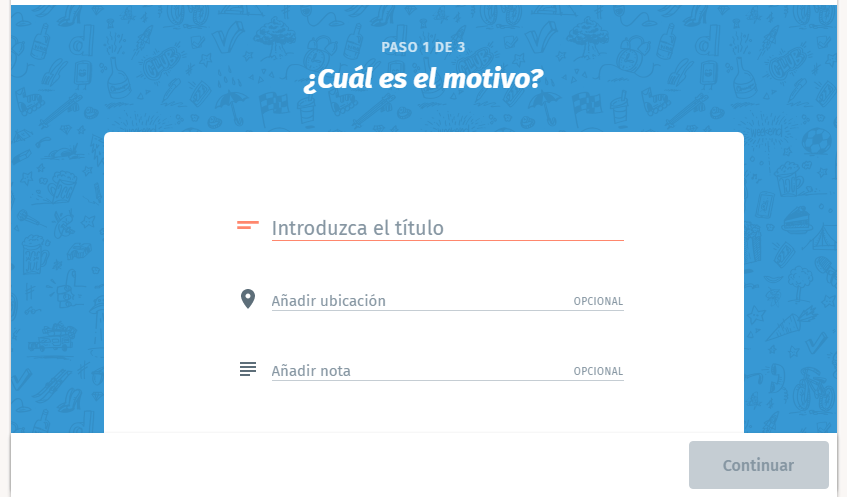 PASO 1 DE 3
¿Cuál es el motivo?
Introduzca el título
Añadir ubicación OPCIONAL
Añadir nota OPCIONAL
Continuar